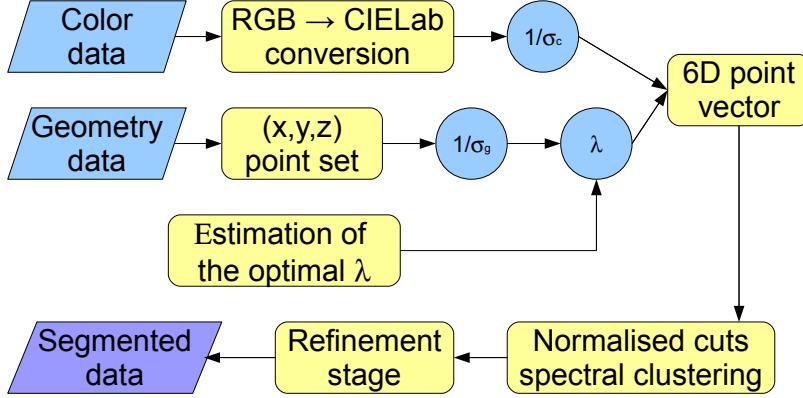 Color
data
RGB → CIELab
conversion
1/σc
6D point
vector
Geometry
data
(x,y,z)
point set
1/σg
λ
Estimation of
the optimal λ
Segmented
data
Refinement
stage
Normalised cuts
spectral clustering